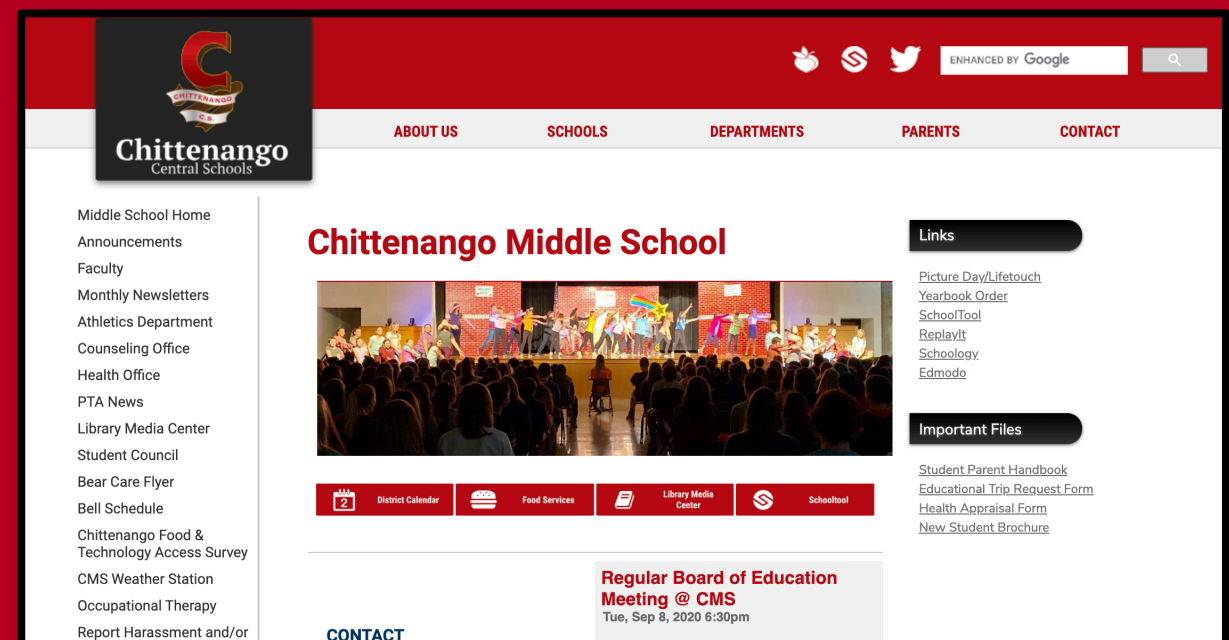 C
CHITTENANGO
C.S.
Chittenango
Central Schools
ENHANCED BY Google
ABOUT US
SCHOOLS
DEPARTMENTS
PARENTS
CONTACT
Middle School Home
Announcements
Faculty
Monthly Newsletters
Athletics Department
Counseling Office
Health Office
PTA News
Library Media Center
Student Council
Bear Care Flyer
Bell Schedule
Chittenango Food &
Technology Access Survey
CMS Weather Station
Occupational Therapy
Report Harassment and/or
Chittenango Middle School
2
District Calendar
Food Services
Library Media
Center
Schooltool
Regular Board of Education
Meeting @ CMS
Tue, Sep 8, 2020 6:30pm
CONTACT
Links
Picture Day/Lifetouch
Yearbook Order
SchoolTool
ReplayIt
Schoology
Edmodo
Important Files
Student Parent Handbook
Educational Trip Request Form
Health Appraisal Form
New Student Brochure